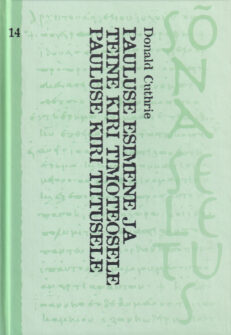 14
SÕNA SELETUS
Donald Guthrie
PAULUSE ESIMENE JA
TEINE KIRI TIMOTEOSELE
PAULUSE KIRI TIITUSELE